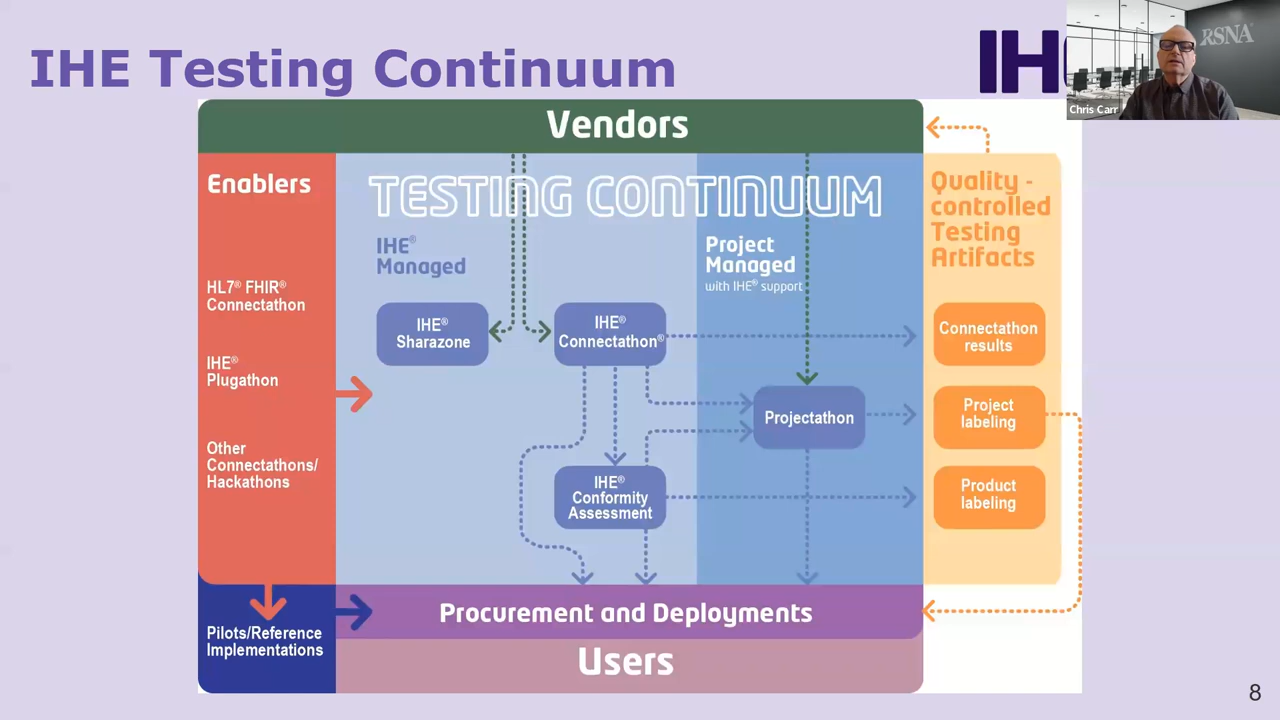 IHE Testing Continuum
IH
RSNA
Chris Carr
Vendors
Enablers
HL7® FHIR®
Connectathon
IHE®
Plugathon
Other
Connectathons/
Hackathons
TESTING CONTINUUM
IHE®
Managed
Project
Managed
with IHE® support
IHE®
Sharazone
IHE®
Connectathon®
Projectathon
IHE®
Conformity
Assessment
Quality -
controlled
Testing
Artifacts
Connectathon
results
Project
labeling
Product
labeling
Pilots/Reference
Implementations
Procurement and Deployments
Users
8